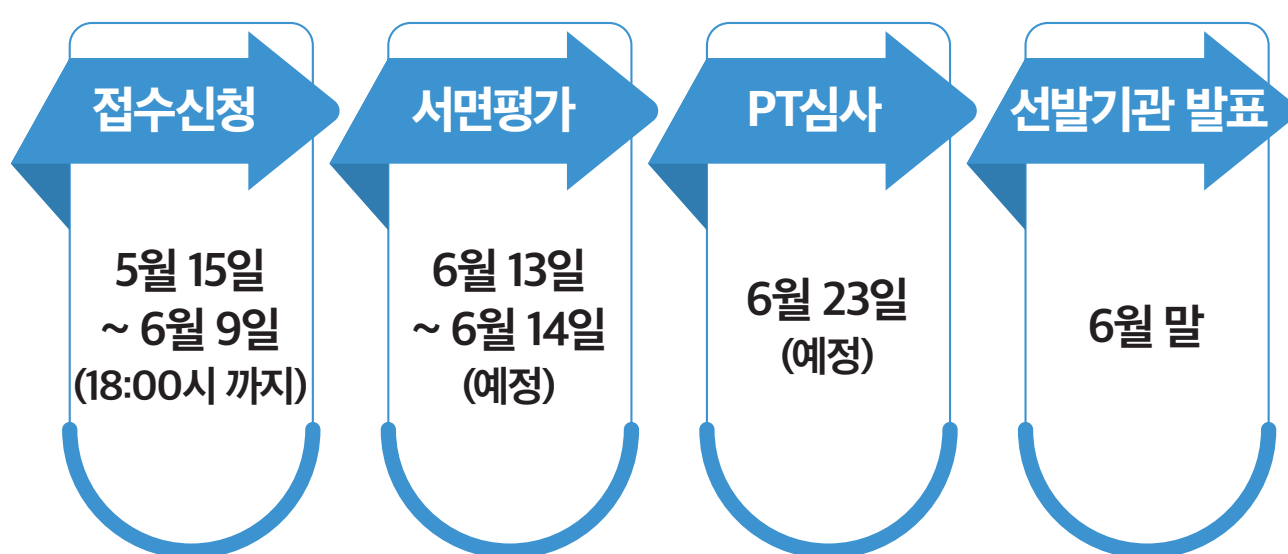 접수신청
5월 15일
~ 6월 9일
(18:00시 까지)
서면평가
6월 13일
~ 6월 14일
(예정)
PT심사
6월 23일
(예정)
선발기관 발표
6월 말